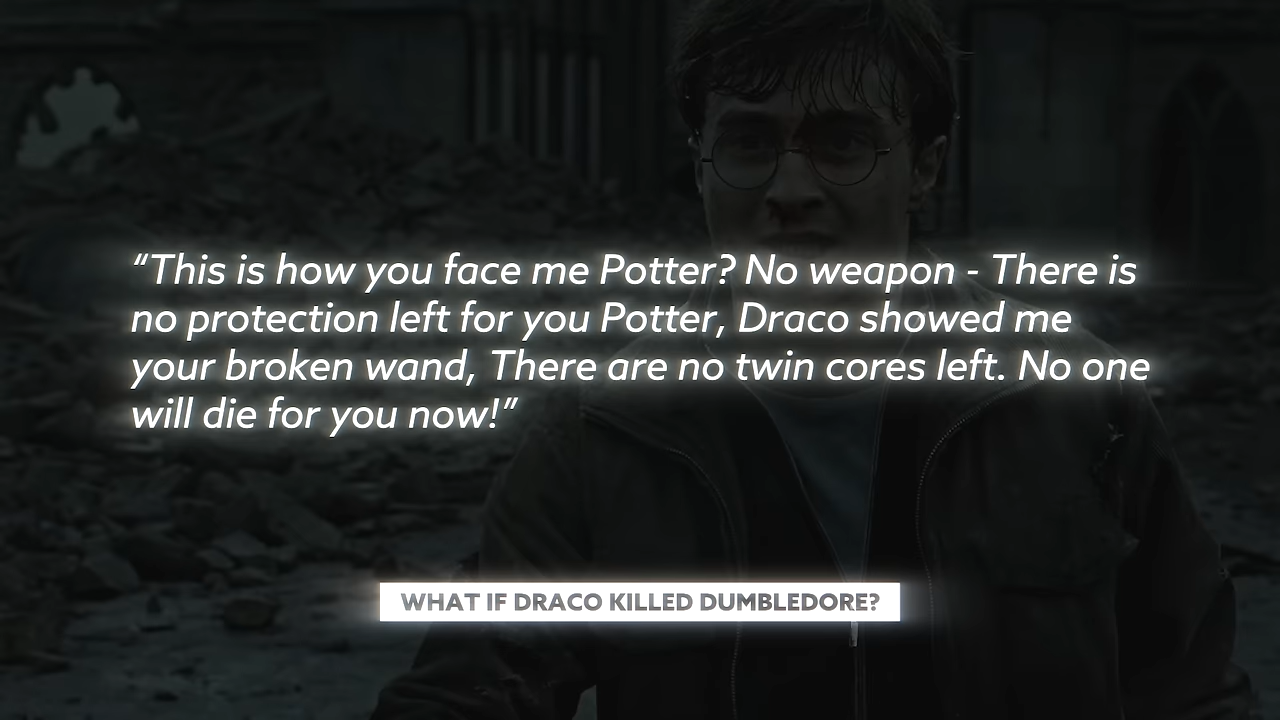 “This is how you face me Potter? No weapon - There is
no protection left for you Potter, Draco showed me
your broken wand, There are no twin cores left. No one
will die for you now!”
WHAT IF DRACO KILLED DUMBLEDORE?